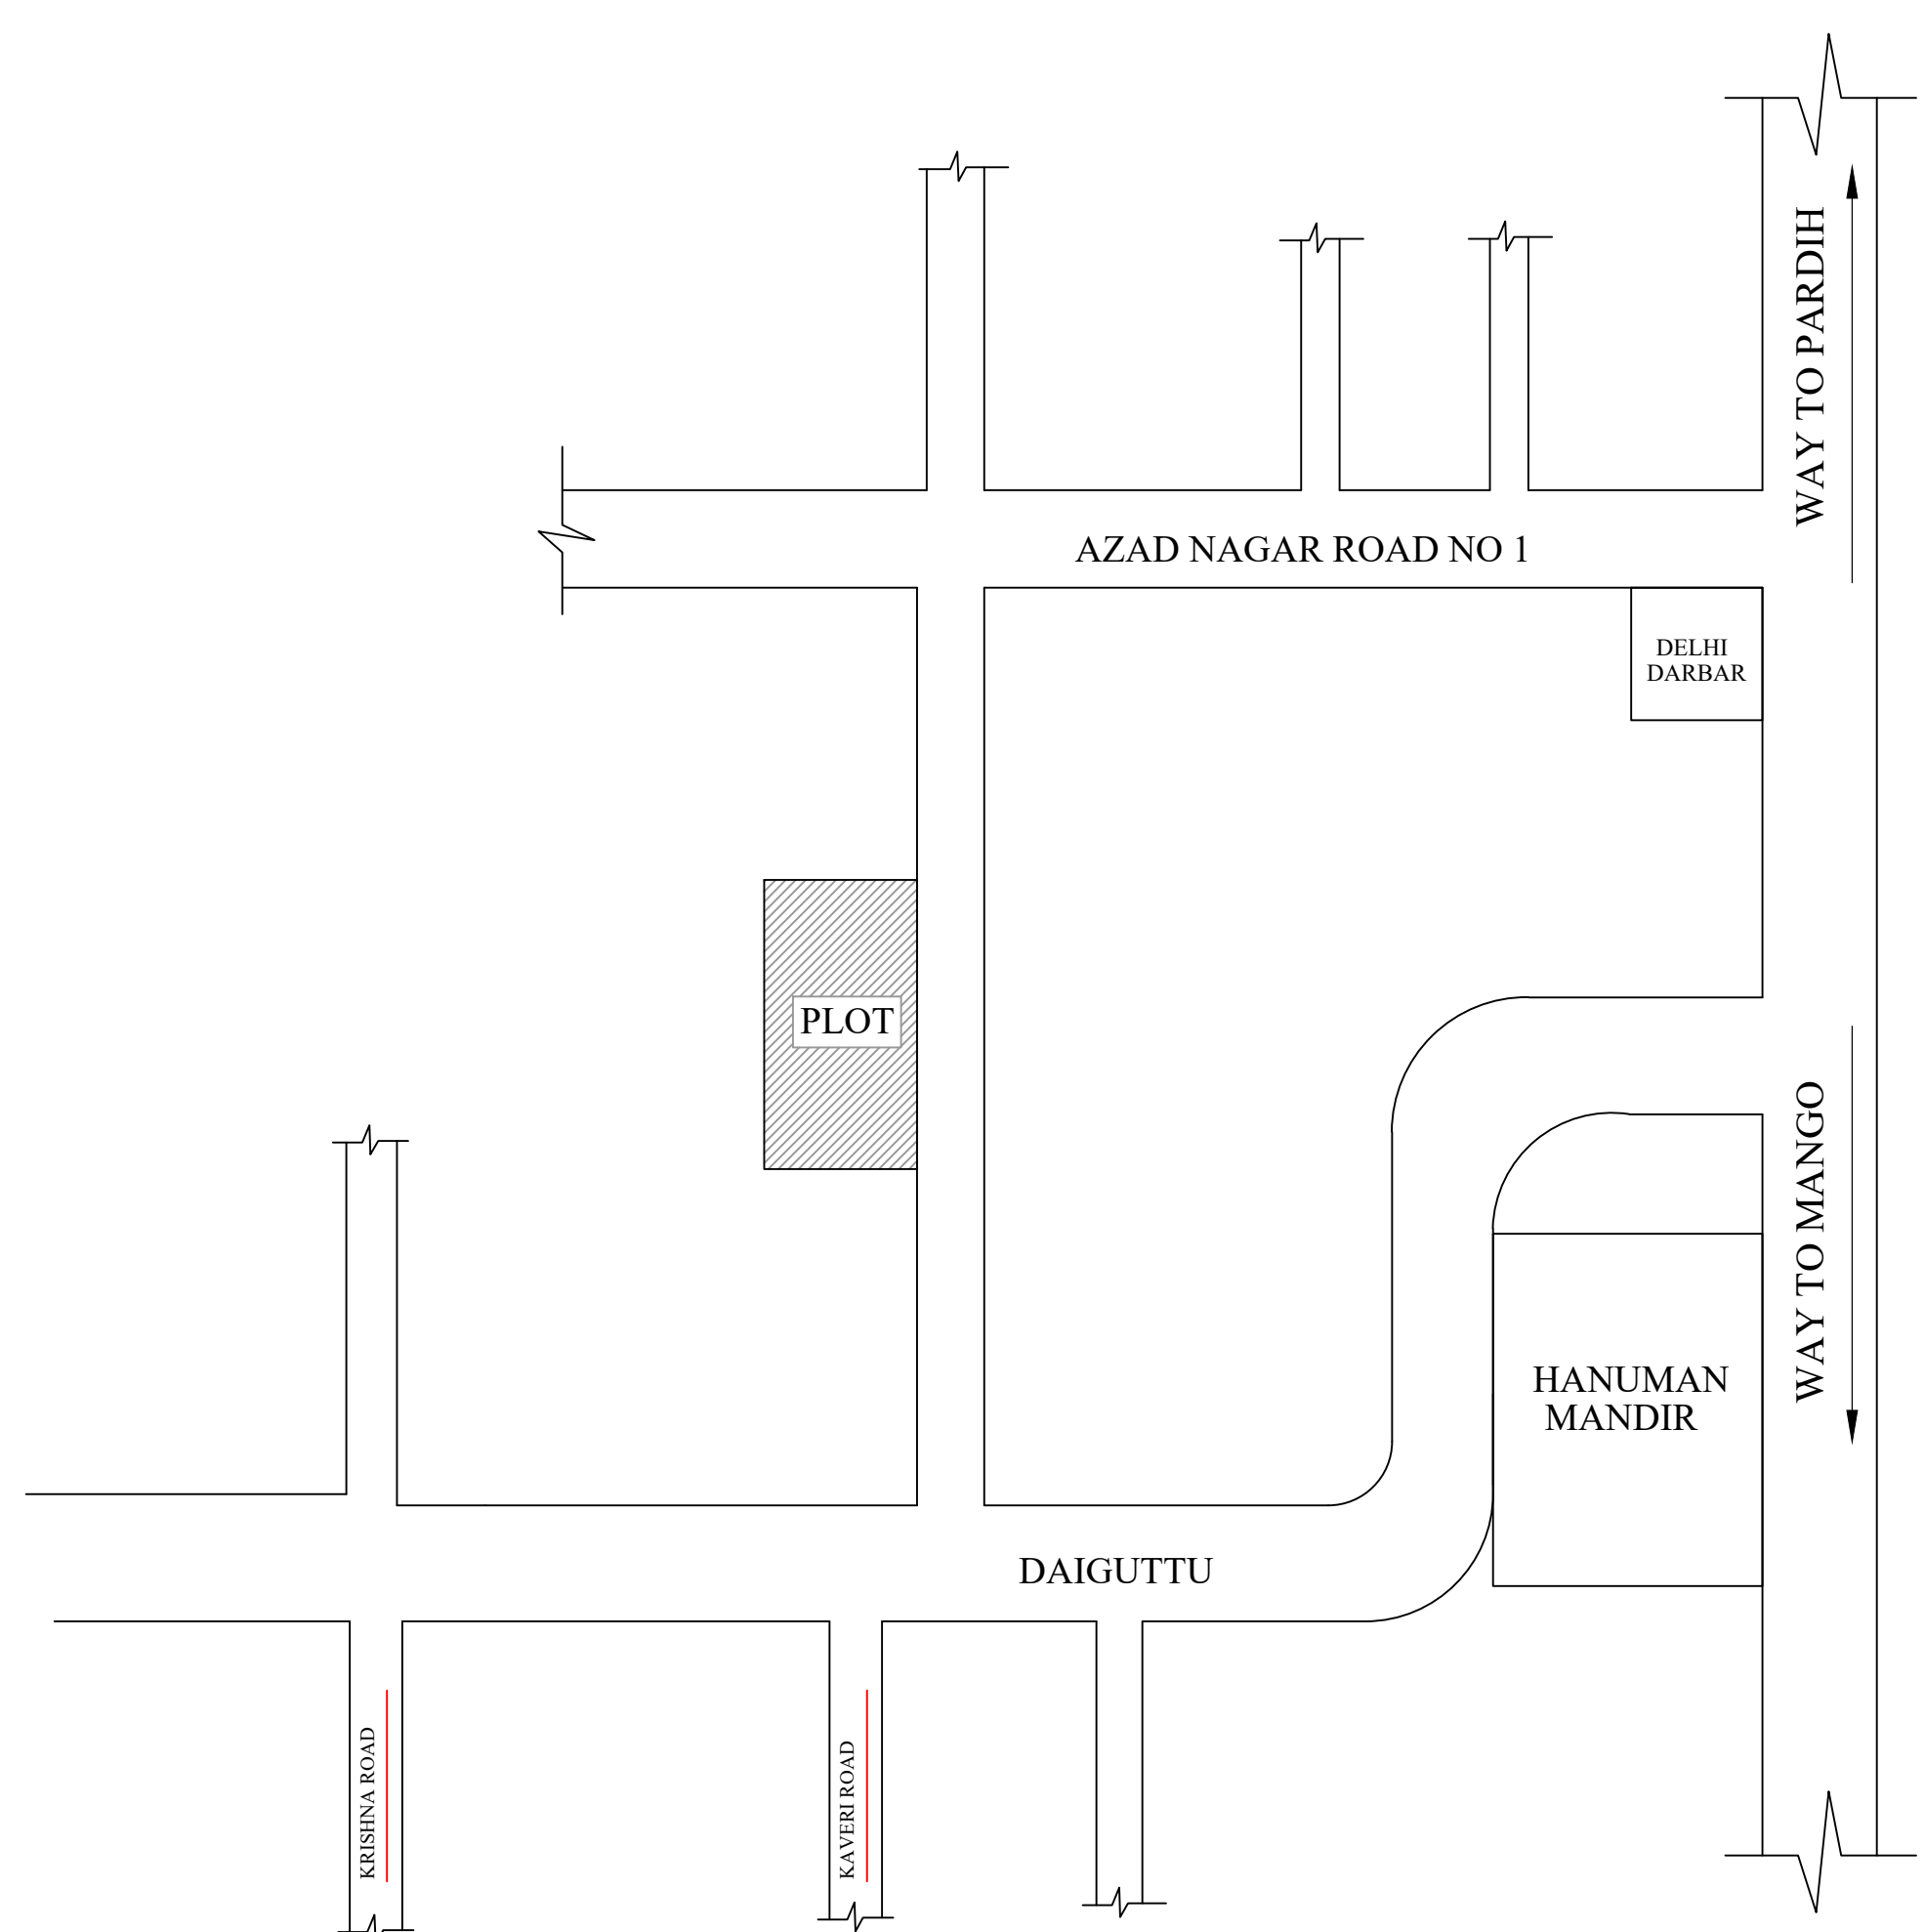 WAY TO PARDIH
AZAD NAGAR ROAD NO 1
DELHI
DARBAR
PLOT
WAY TO MANGO
HANUMAN
MANDIR
DAIGUTTU
KRISHNA ROAD
KAVERI ROAD